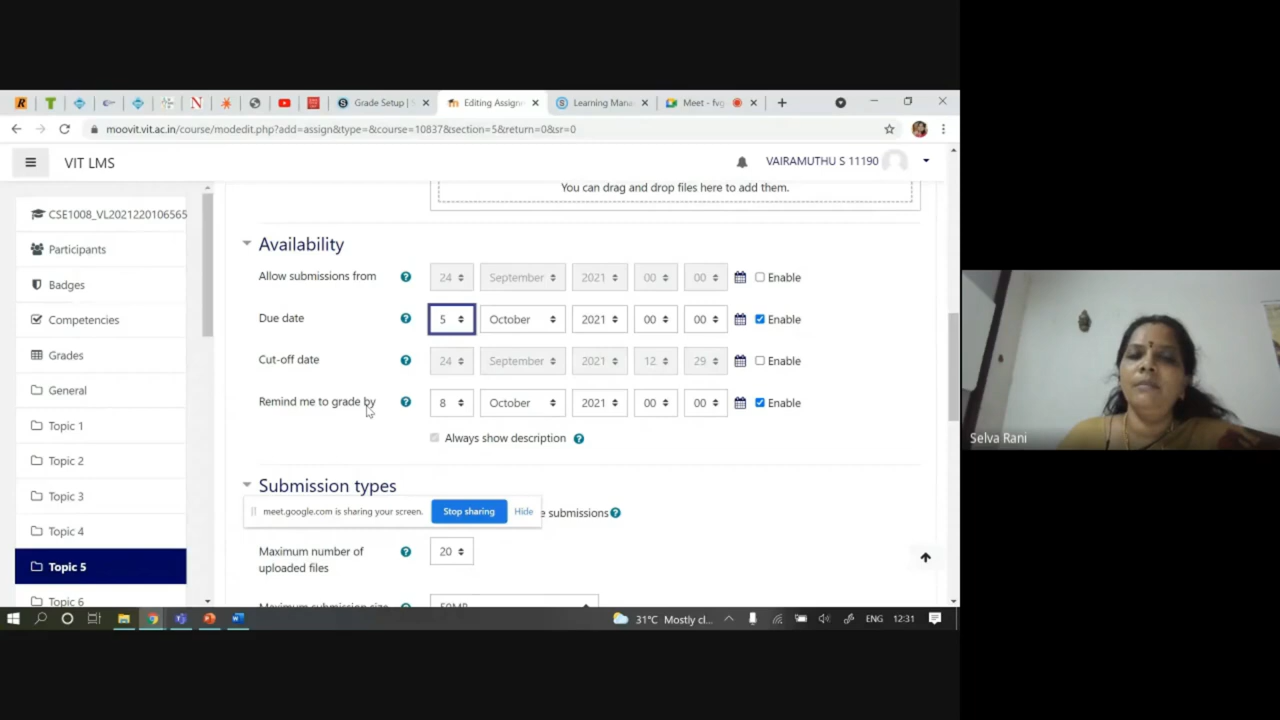 Grade Setup |
Editing Assignm
Learning Mana
Meet - fvg
moovit.vit.ac.in/course/modedit.php?add=assign&type=&course=10837&section=5&return=0&sr=0
VIT LMS
VAIRAMUTHU S 11190
CSE1008_VL2021220106565
Participants
Badges
Competencies
Grades
General
Topic 1
Topic 2
Topic 3
Topic 4
Topic 5
Topic 6
You can drag and drop files here to add them.
Availability
Allow submissions from
24 September 2021 00 00 Enable
Due date
5 October 2021 00 00 Enable
Cut-off date
24 September 2021 12 29 Enable
Remind me to grade by
8 October 2021 00 00 Enable
Always show description
Submission types
meet.google.com is sharing your screen. Stop sharing Hide
e submissions
Maximum number of
uploaded files
20
Maximum submission size
50MB
31°C Mostly cl...
ENG 12:31
Selva Rani